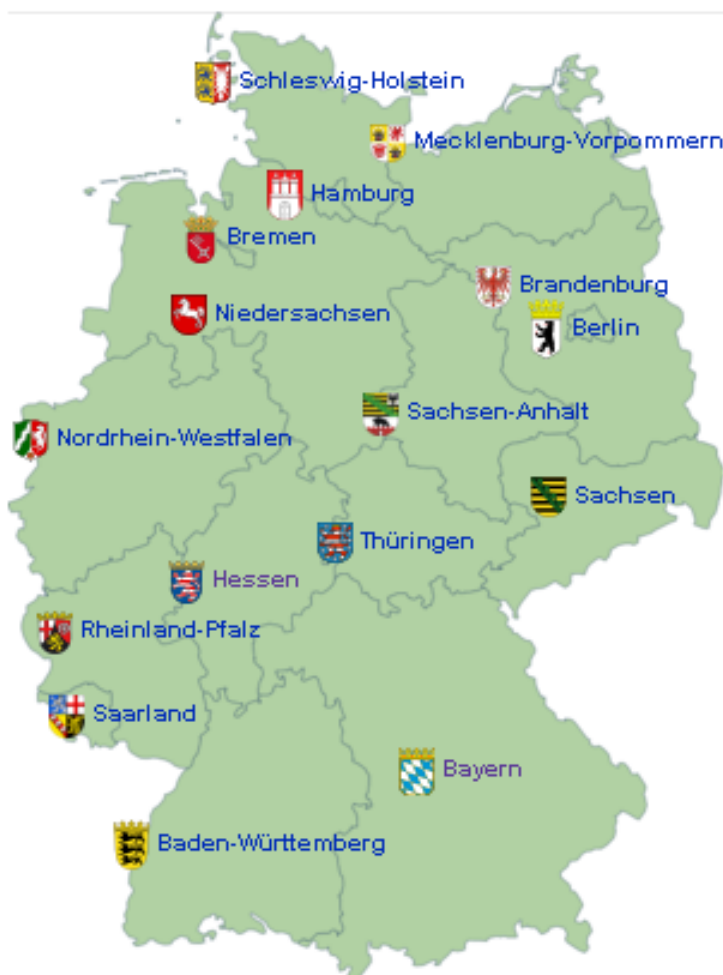 Schleswig-Holstein
Mecklenburg-Vorpommern
Hamburg
Bremen
Brandenburg
Niedersachsen
Berlin
Sachsen-Anhalt
Nordrhein-Westfalen
Sachsen
Thüringen
Hessen
Rheinland-Pfalz
Saarland
Bayern
Baden-Württemberg